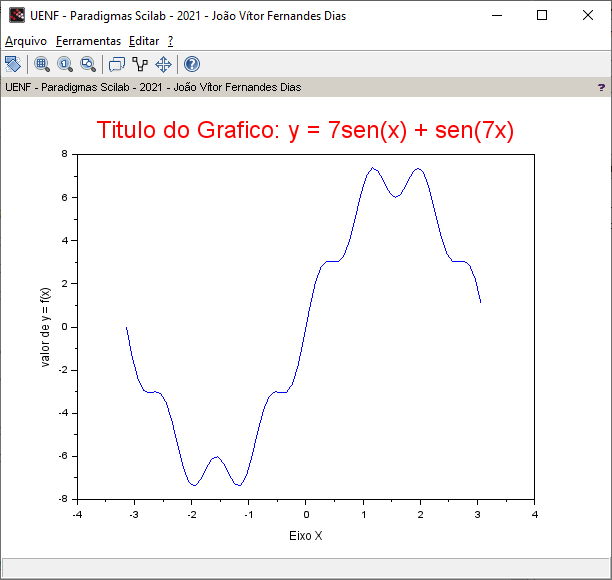 UENF - Paradigmas Scilab - 2021 - João Vítor Fernandes Dias
Arquivo Ferramentas Editar ?
UENF - Paradigmas Scilab - 2021 - João Vítor Fernandes Dias ?
Titulo do Grafico: y = 7sen(x) + sen(7x)
8
6
4
2
0
-2
-4
-6
-8
valor de y = f(x)
-4 -3 -2 -1 0 1 2 3 4
Eixo X